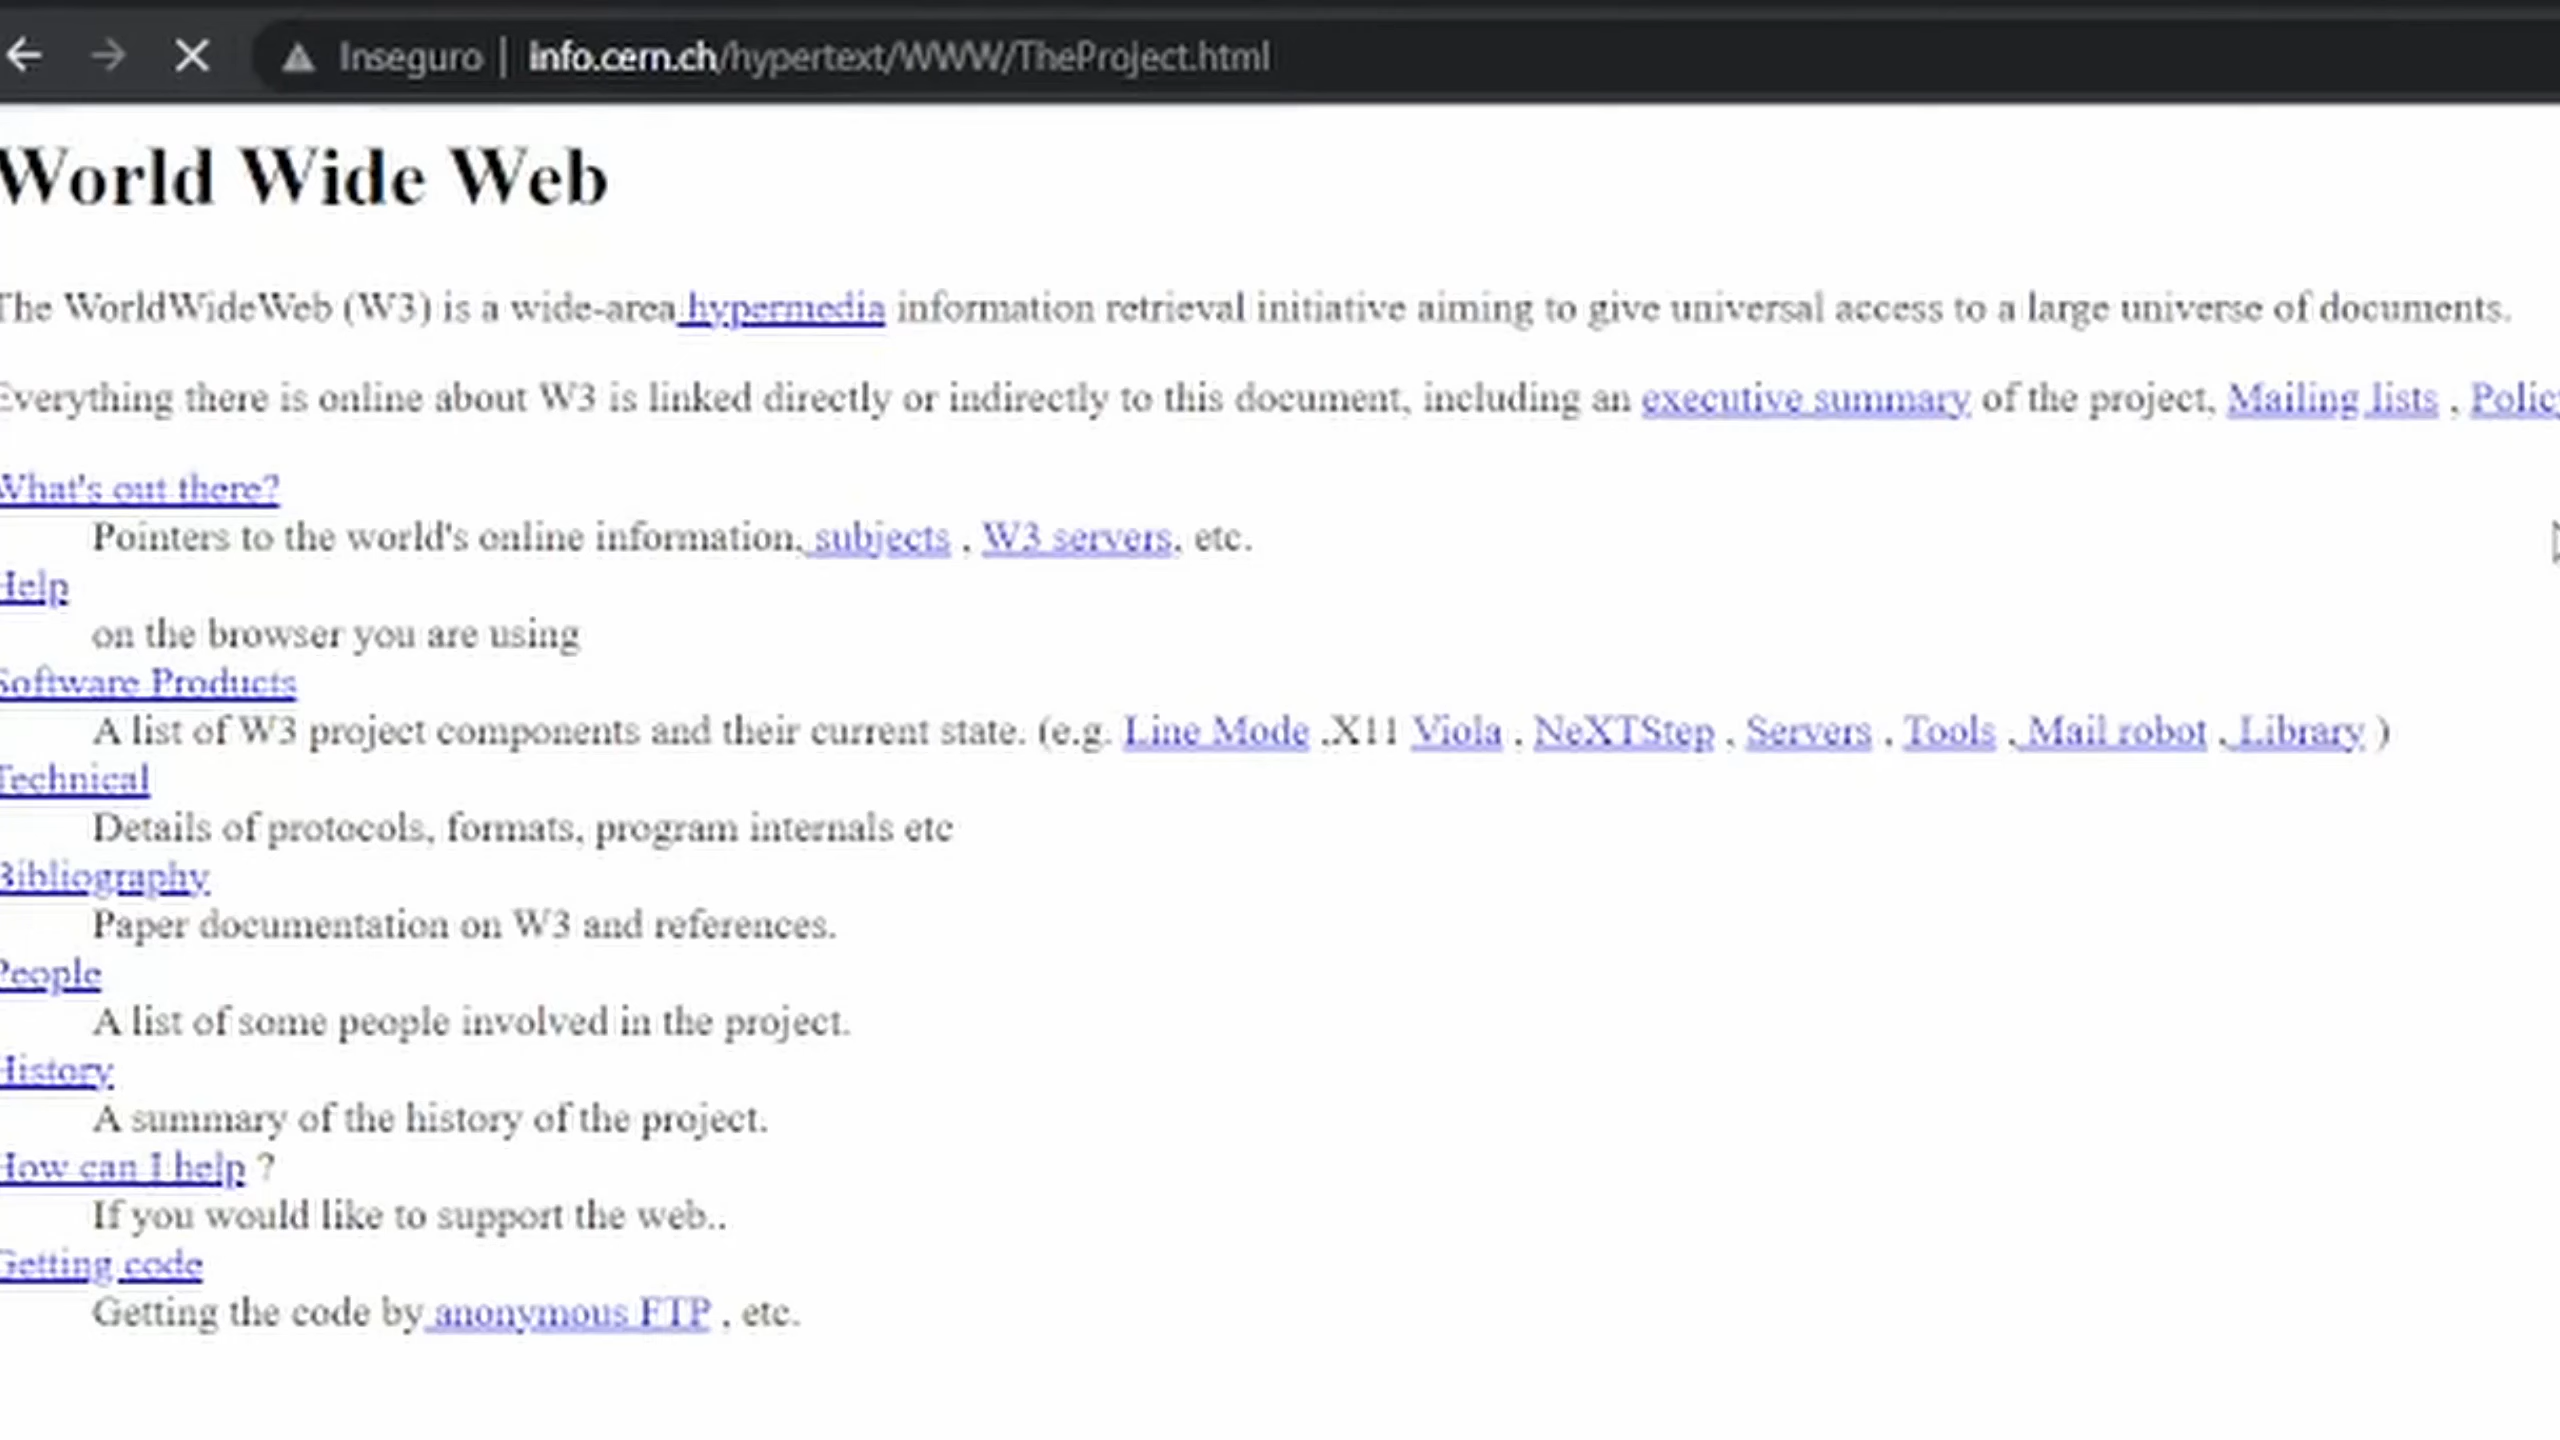 Inseguro | info.cern.ch/hypertext/WWW/TheProject.html
World Wide Web
The WorldWideWeb (W3) is a wide-area hypermedia information retrieval initiative aiming to give universal access to a large universe of documents.
Everything there is online about W3 is linked directly or indirectly to this document, including an executive summary of the project, Mailing lists , Policy
What's out there?
Pointers to the world's online information, subjects , W3 servers, etc.
Help
on the browser you are using
Software Products
A list of W3 project components and their current state. (e.g. Line Mode ,X11 Viola , NeXTStep , Servers , Tools , Mail robot , Library )
Technical
Details of protocols, formats, program internals etc
Bibliography
Paper documentation on W3 and references.
People
A list of some people involved in the project.
History
A summary of the history of the project.
How can I help ?
If you would like to support the web..
Getting code
Getting the code by anonymous FTP , etc.